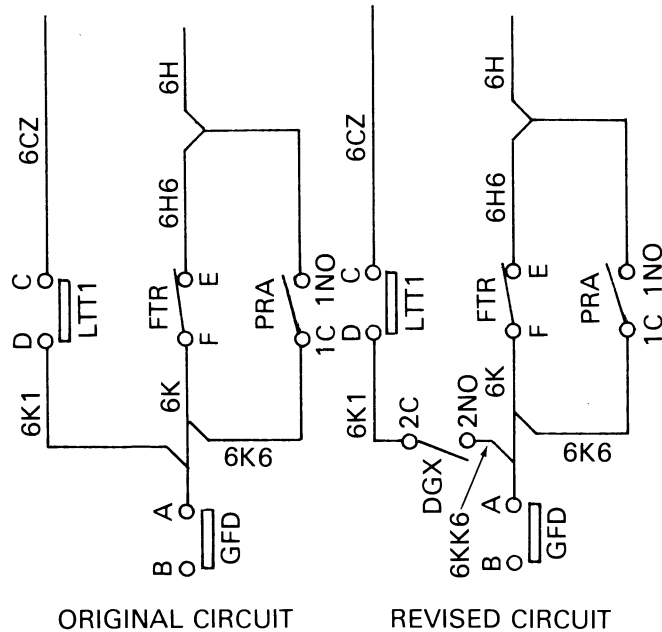 6CZ
6H
6H6
C
D
LTT1
FTR
E
F
PRA
1C 1NO
6K1
6K
6K6
A
B
GFD
ORIGINAL CIRCUIT
6CZ
6H
6H6
C
D
LTT1
FTR
E
F
PRA
1C 1NO
6K1
2C
2NO
DGX
6K
6K6
6KK6
A
B
GFD
REVISED CIRCUIT